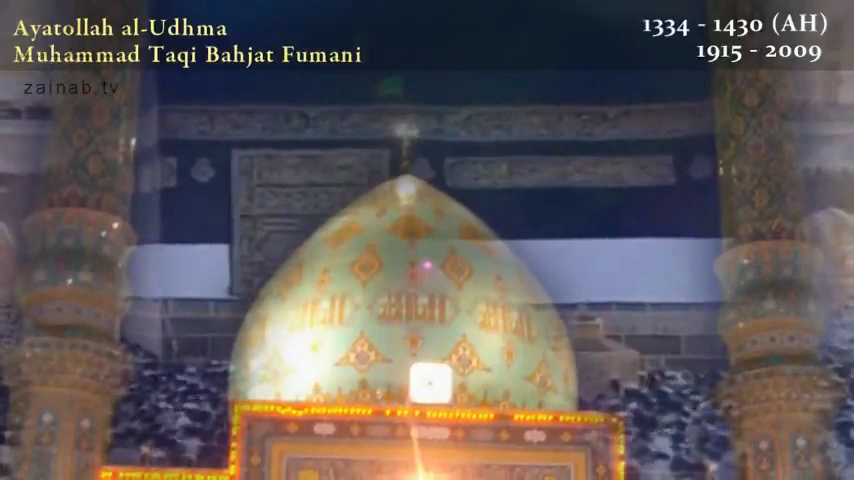 Ayatollah al-Udhma
Muhammad Taqi Bahjat Fumani
1334 - 1430 (AH)
1915 - 2009
zainab.tv